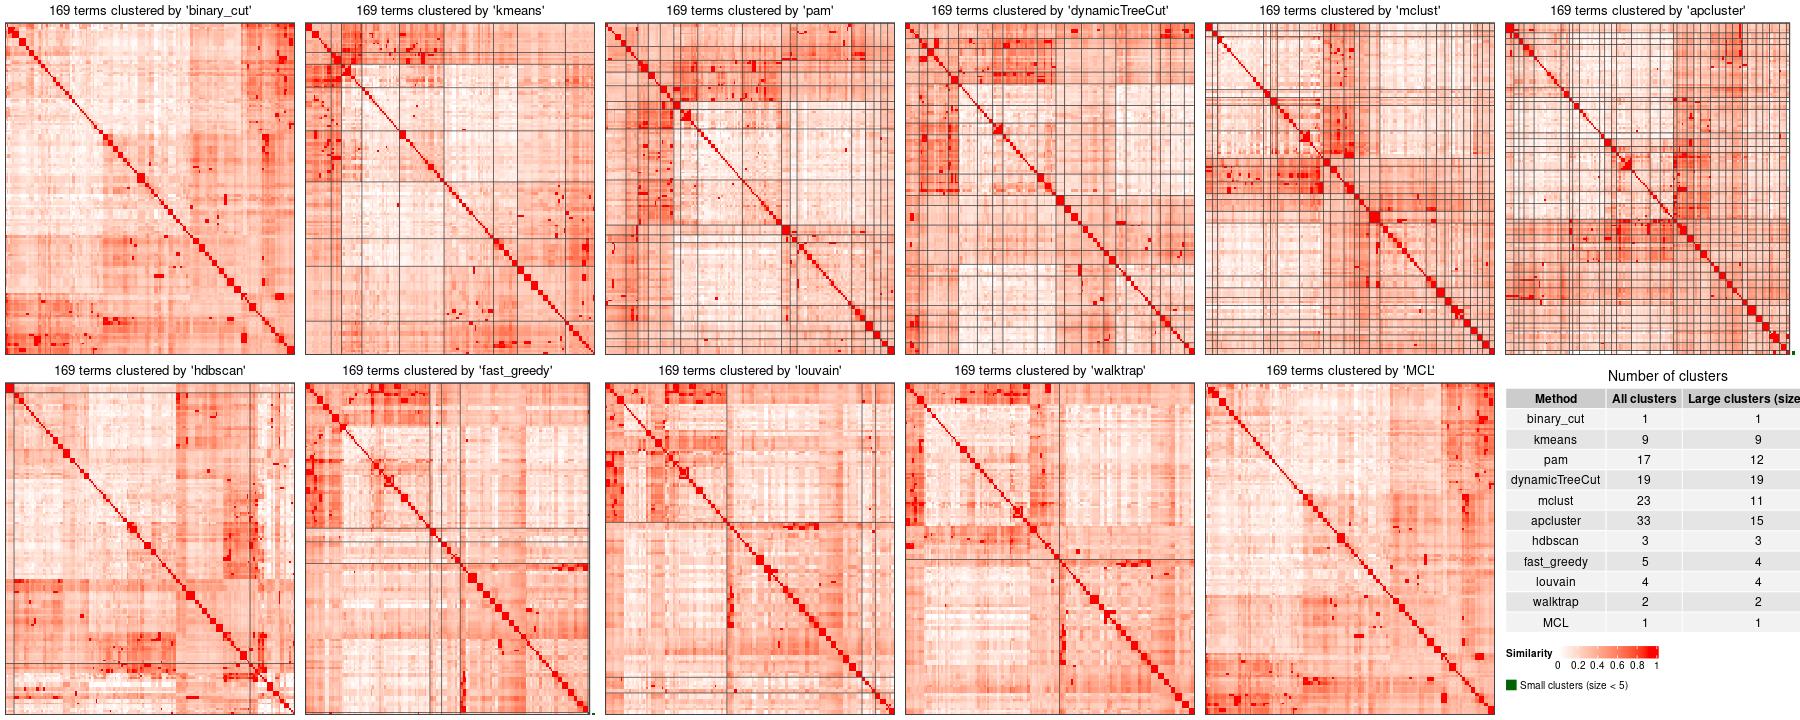 169 terms clustered by 'binary_cut'
169 terms clustered by 'kmeans'
169 terms clustered by 'pam'
169 terms clustered by 'dynamicTreeCut'
169 terms clustered by 'mclust'
169 terms clustered by 'apcluster'
169 terms clustered by 'hdbscan'
169 terms clustered by 'fast_greedy'
169 terms clustered by 'louvain'
169 terms clustered by 'walktrap'
169 terms clustered by 'MCL'
Number of clusters
Method All clusters Large clusters (size
binary_cut 1 1
kmeans 9 9
pam 17 12
dynamicTreeCut 19 19
mclust 23 11
apcluster 33 15
hdbscan 3 3
fast_greedy 5 4
louvain 4 4
walktrap 2 2
MCL 1 1
Similarity
0 0.2 0.4 0.6 0.8 1
Small clusters (size < 5)